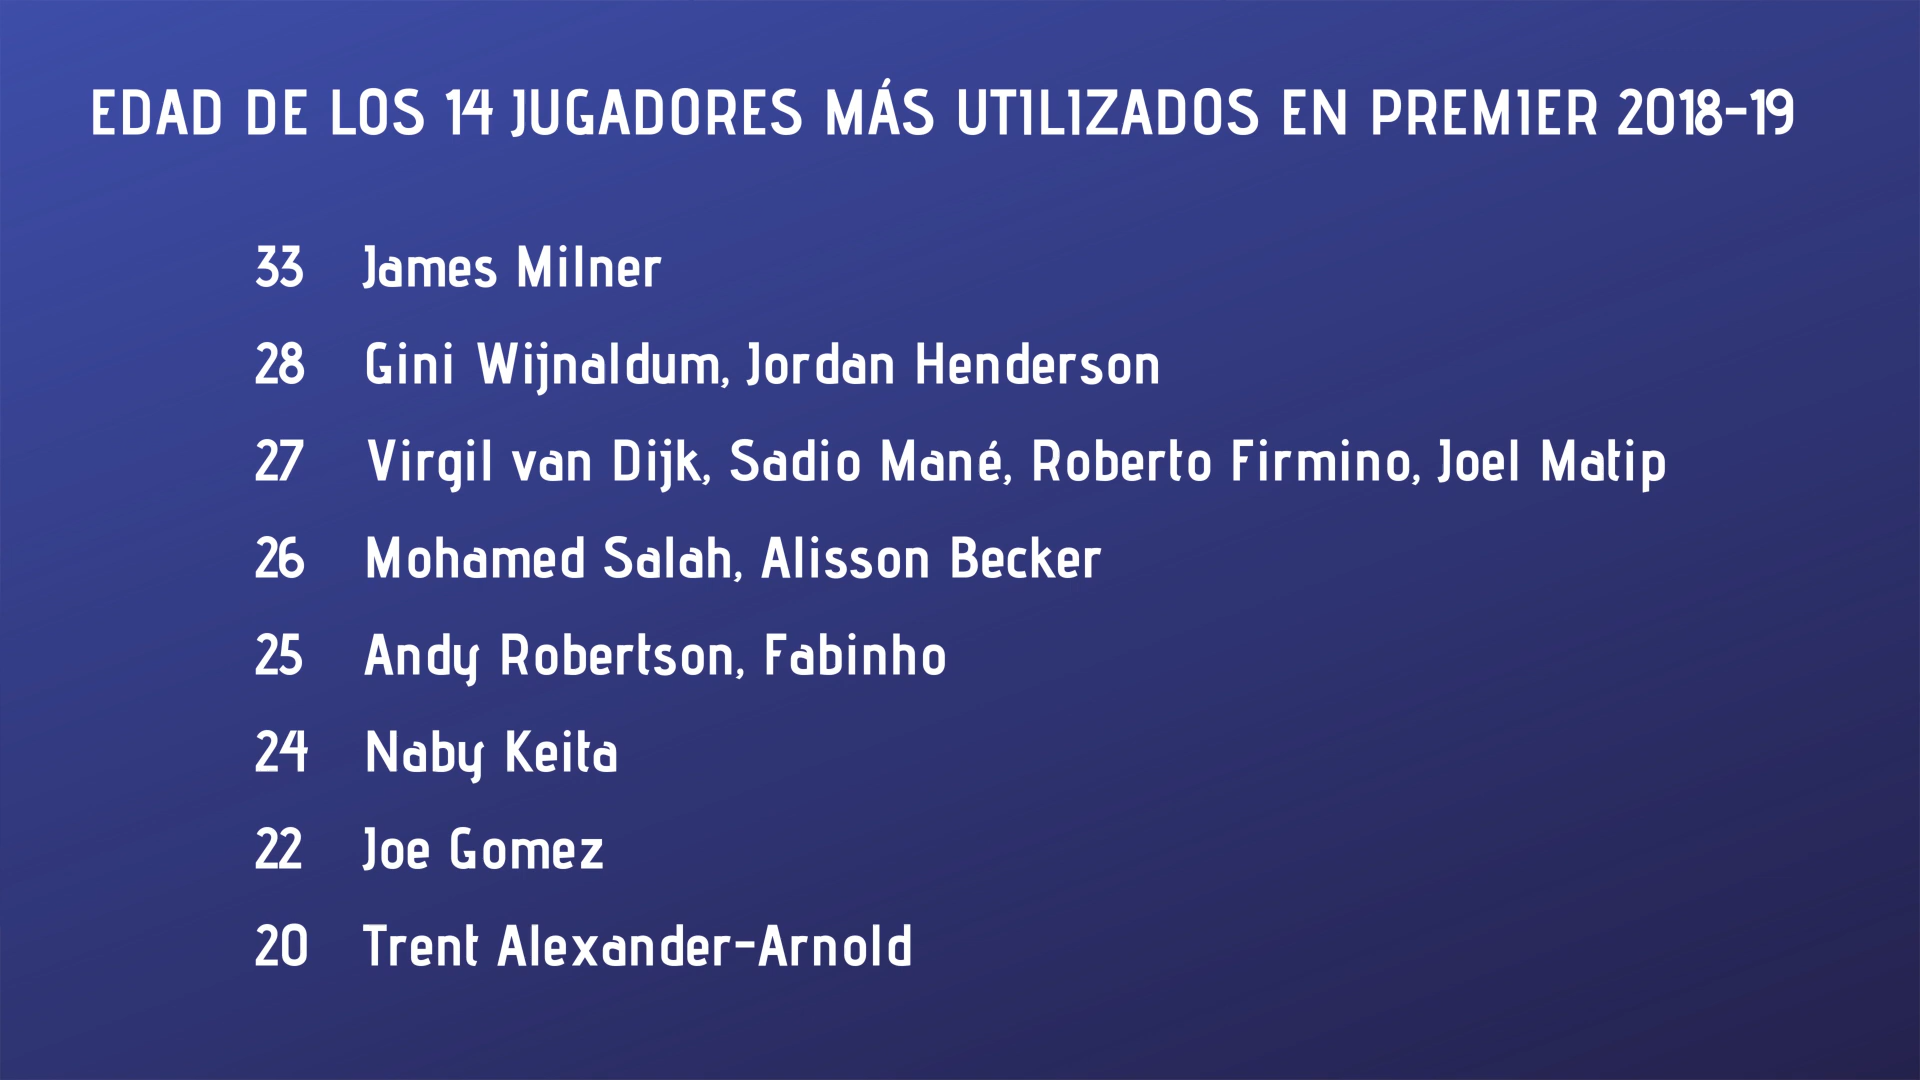 EDAD DE LOS 14 JUGADORES MÁS UTILIZADOS EN PREMIER 2018-19
33 James Milner
28 Gini Wijnaldum, Jordan Henderson
27 Virgil van Dijk, Sadio Mané, Roberto Firmino, Joel Matip
26 Mohamed Salah, Alisson Becker
25 Andy Robertson, Fabinho
24 Naby Keita
22 Joe Gomez
20 Trent Alexander-Arnold